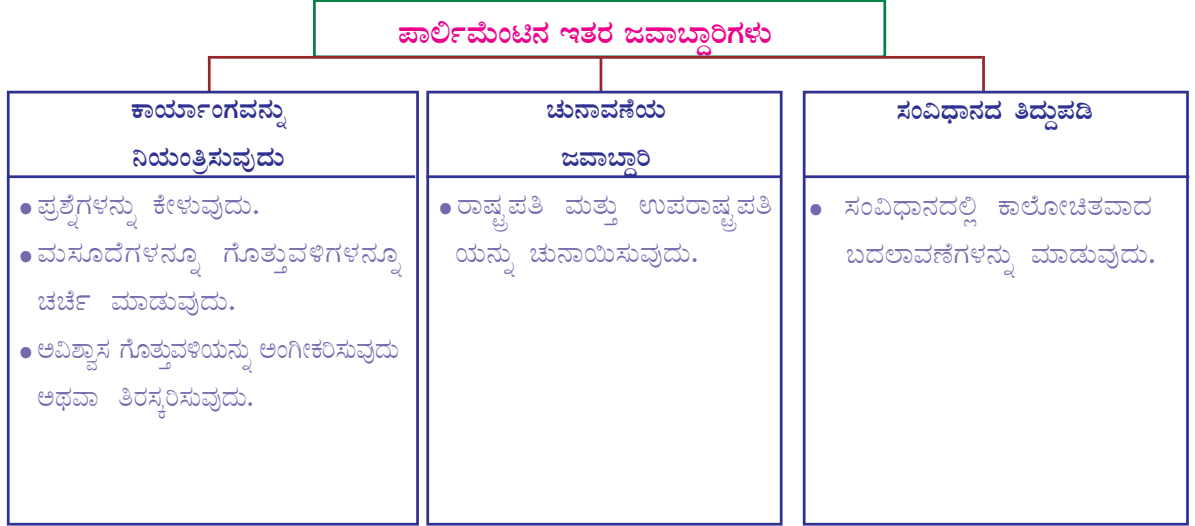 ಪಾರ್ಲಿಮೆಂಟಿನ ಇತರ ಜವಾಬ್ದಾರಿಗಳು
ಕಾರ್ಯಾಂಗವನ್ನು
ನಿಯಂತ್ರಿಸುವುದು
● ಪ್ರಶ್ನೆಗಳನ್ನು ಕೇಳುವುದು.
● ಮಸೂದೆಗಳನ್ನೂ ಗೊತ್ತುವಳಿಗಳನ್ನೂ
ಚರ್ಚೆ ಮಾಡುವುದು.
● ಅವಿಶ್ವಾಸ ಗೊತ್ತುವಳಿಯನ್ನು ಅಂಗೀಕರಿಸುವುದು
ಅಥವಾ ತಿರಸ್ಕರಿಸುವುದು.
ಚುನಾವಣೆಯ
ಜವಾಬ್ದಾರಿ
● ರಾಷ್ಟ್ರಪತಿ ಮತ್ತು ಉಪರಾಷ್ಟ್ರಪತಿ
ಯನ್ನು ಚುನಾಯಿಸುವುದು.
ಸಂವಿಧಾನದ ತಿದ್ದುಪಡಿ
● ಸಂವಿಧಾನದಲ್ಲಿ ಕಾಲೋಚಿತವಾದ
ಬದಲಾವಣೆಗಳನ್ನು ಮಾಡುವುದು.